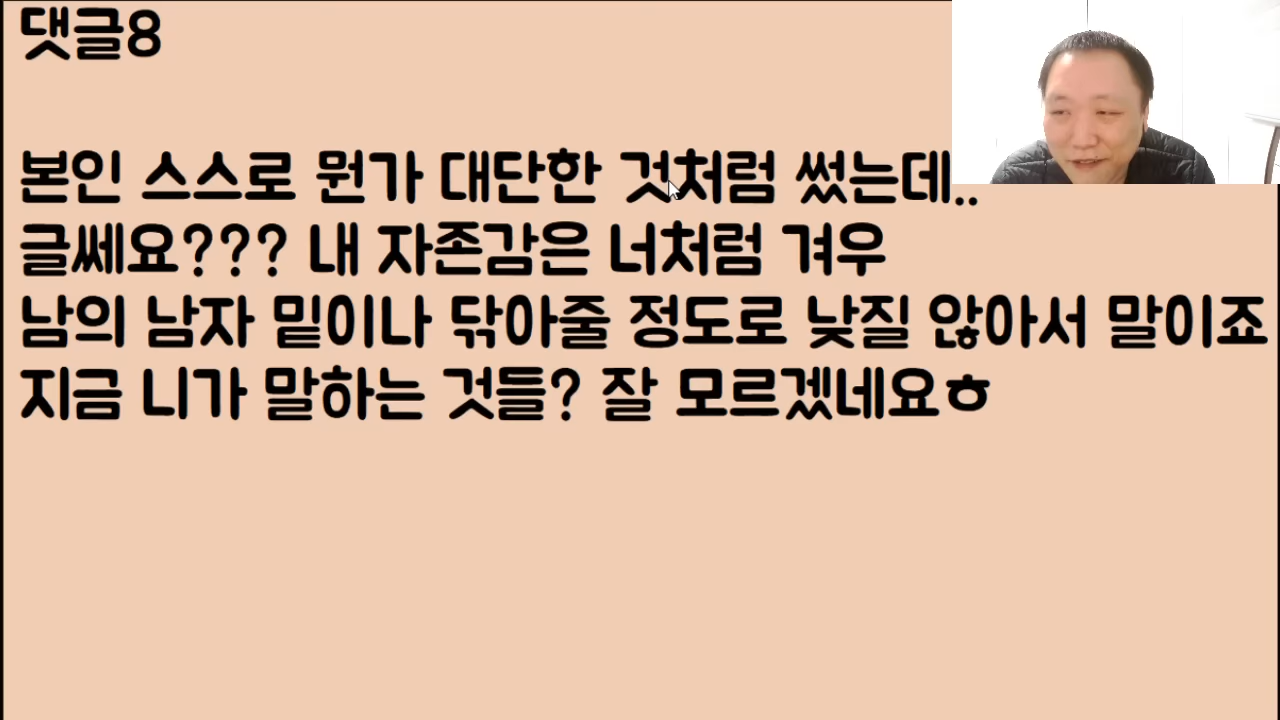 댓글8
본인 스스로 뭔가 대단한 것처럼 썼는데..
글쎄요??? 내 자존감은 너처럼 겨우
남의 남자 밑이나 닦아줄 정도로 낮질 않아서 말이죠
지금 니가 말하는 것들? 잘 모르겠네요ㅎ